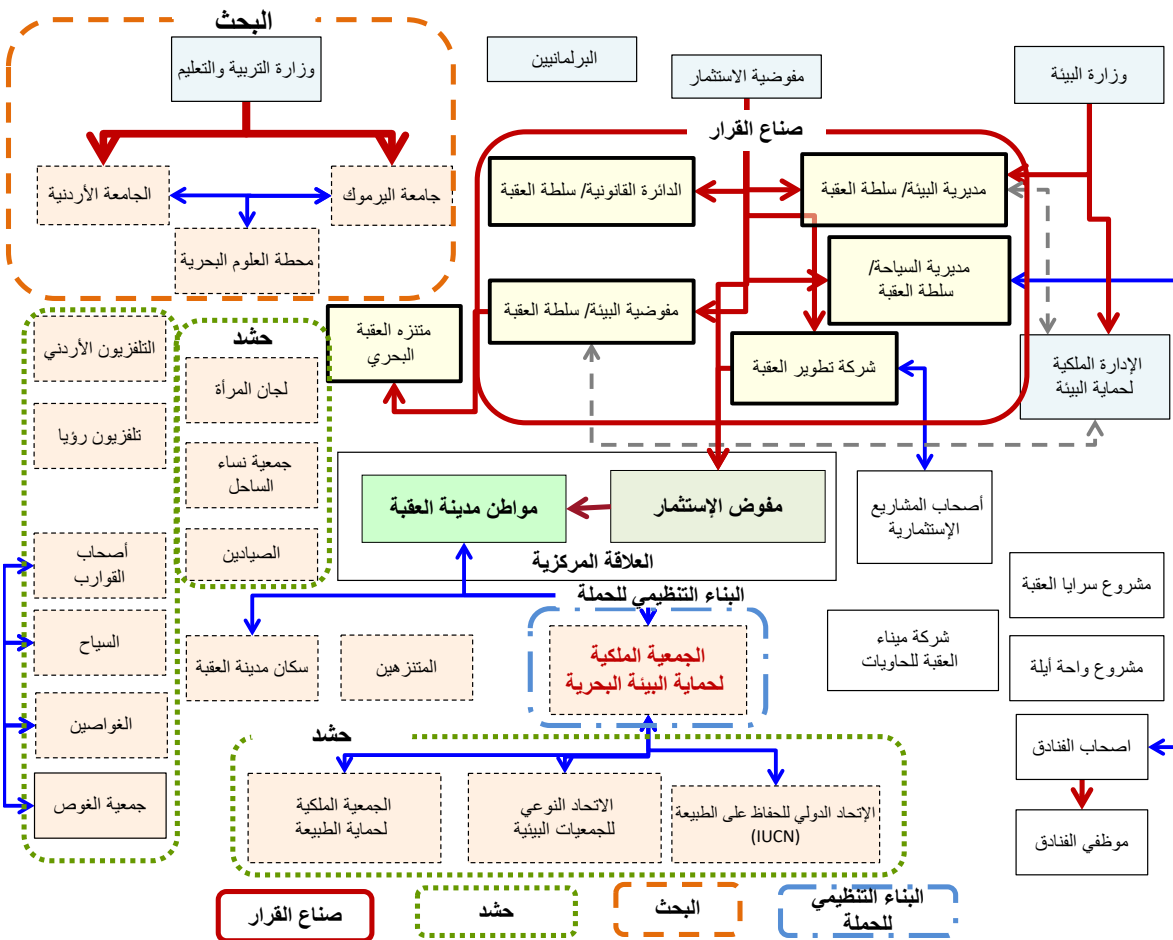 البحث
وزارة التربية والتعليم
البرلمانيين
مفوضية الاستثمار
وزارة البيئة
صناع القرار
الجامعة الأردنية
جامعة اليرموك
محطة العلوم البحرية
الدائرة القانونية/ سلطة العقبة
مديرية البيئة/ سلطة العقبة
مديرية السياحة/
سلطة العقبة
مفوضية البيئة/ سلطة العقبة
متنزه العقبة
البحري
شركة تطوير العقبة
الإدارة الملكية
لحماية البيئة
التلفزيون الأردني
تلفزيون رؤيا
حشد
لجان المرأة
جمعية نساء
الساحل
الصيادين
مواطن مدينة العقبة
مفوض الإستثمار
العلاقة المركزية
أصحاب المشاريع
الإستثمارية
أصحاب
القوارب
السياح
الغواصين
جمعية الغوص
البناء التنظيمي للحملة
سكان مدينة العقبة
المتنزهين
الجمعية الملكية
لحماية البيئة البحرية
شركة ميناء
العقبة للحاويات
مشروع سرايا العقبة
مشروع واحة أيلة
اصحاب الفنادق
موظفي الفنادق
حشد
الجمعية الملكية
لحماية الطبيعة
الاتحاد النوعي
للجمعيات البيئية
الإتحاد الدولي للحفاظ على الطبيعة
(IUCN)
صناع القرار
حشد
البحث
البناء التنظيمي
للحملة